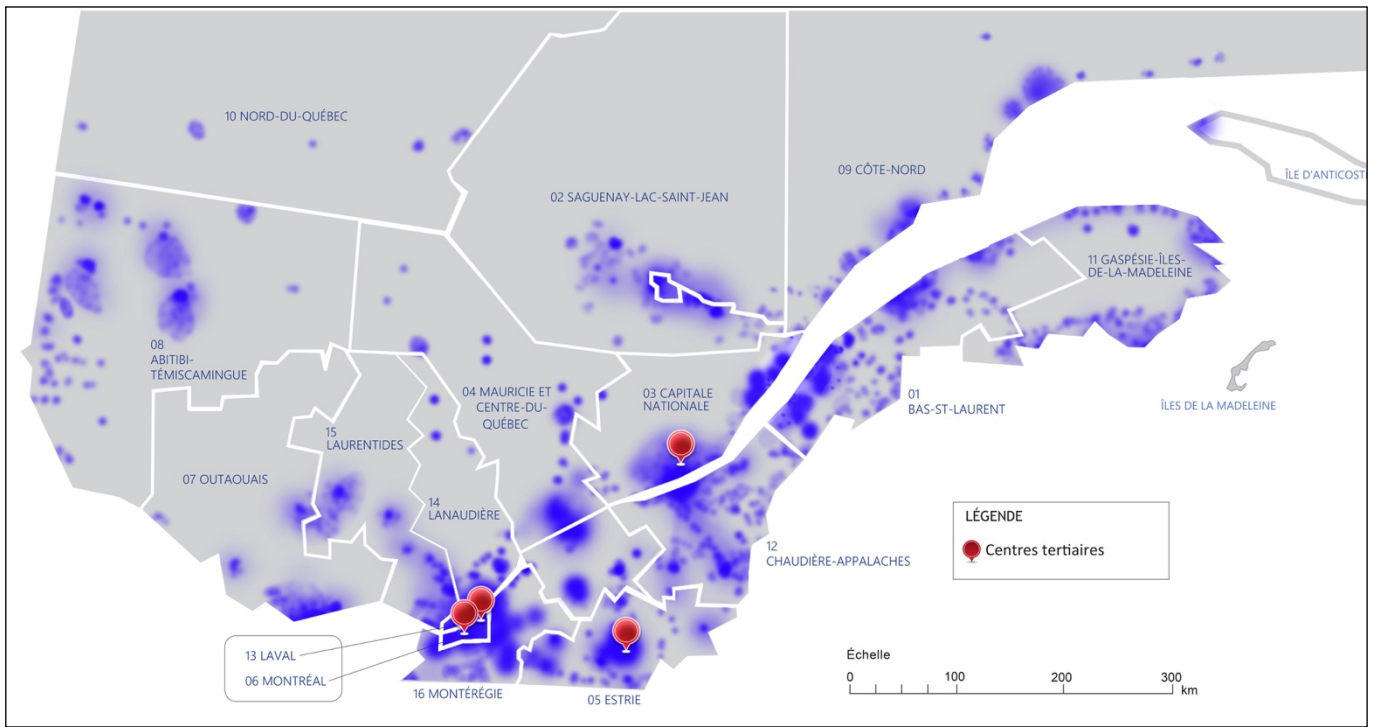 10 NORD-DU-QUÉBEC
09 CÔTE-NORD
ÎLE D'ANTICOSTI
02 SAGUENAY-LAC-SAINT-JEAN
11 GASPÉSIE-ÎLES-
DE-LA-MADELEINE
08
ABITIBI-
TÉMISCAMINGUE
04 MAURICIE ET
CENTRE-DU-
QUÉBEC
03 CAPITALE
NATIONALE
01
BAS-ST-LAURENT
ÎLES DE LA MADELEINE
15
LAURENTIDES
07 OUTAOUAIS
14
LANAUDIÈRE
12
CHAUDIÈRE-APPALACHES
LÉGENDE
Centres tertiaires
13 LAVAL
06 MONTRÉAL
16 MONTÉRÉGIE
05 ESTRIE
Échelle
0 100 200 300
km